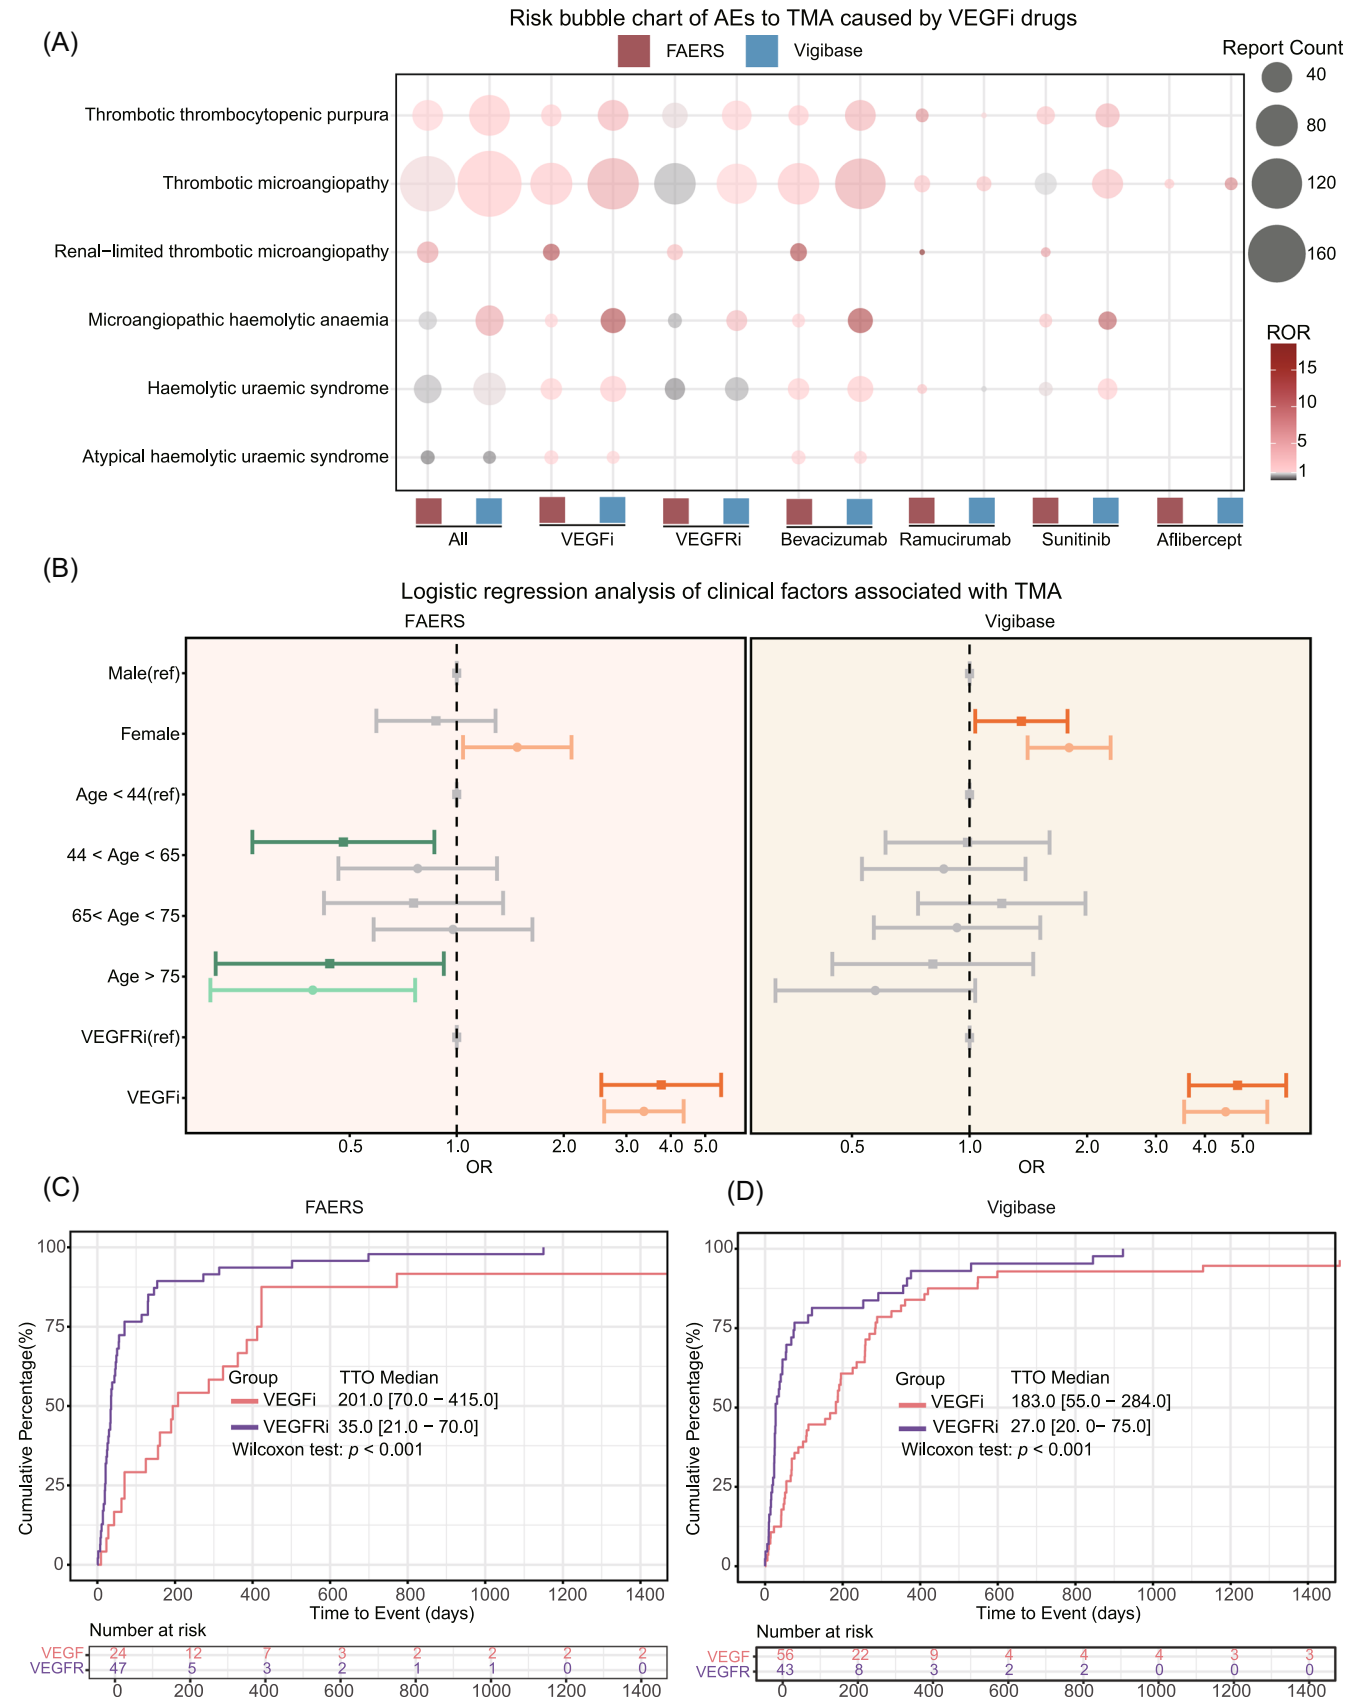 (A)
Risk bubble chart of AEs to TMA caused by VEGFi drugs
FAERS Vigibase
Report Count
40
80
120
160
Thrombotic thrombocytopenic purpura
Thrombotic microangiopathy
Renal−limited thrombotic microangiopathy
Microangiopathic haemolytic anaemia
Haemolytic uraemic syndrome
Atypical haemolytic uraemic syndrome
ROR
15
10
5
1
All VEGFi VEGFRi Bevacizumab Ramucirumab Sunitinib Aflibercept
(B)
Logistic regression analysis of clinical factors associated with TMA
FAERS Vigibase
Male(ref)
Female
Age < 44(ref)
44 < Age < 65
65< Age < 75
Age > 75
VEGFRi(ref)
VEGFi
0.5 1.0 2.0 3.0 4.0 5.0 0.5 1.0 2.0 3.0 4.0 5.0
OR OR
(C)
FAERS
Cumulative Percentage(%)
100
75
50
25
0
Group TTO Median
VEGFi 201.0 [70.0 − 415.0]
VEGFRi 35.0 [21.0 − 70.0]
Wilcoxon test: p < 0.001
0 200 400 600 800 1000 1200 1400
Time to Event (days)
Number at risk
VEGF 24 12 7 3 2 2 2 2
VEGFR 47 5 3 2 1 1 0 0
0 200 400 600 800 1000 1200 1400
(D)
Vigibase
Cumulative Percentage(%)
100
75
50
25
0
Group TTO Median
VEGFi 183.0 [55.0 − 284.0]
VEGFRi 27.0 [20. 0− 75.0]
Wilcoxon test: p < 0.001
0 200 400 600 800 1000 1200 1400
Time to Event (days)
Number at risk
VEGF 56 22 9 4 4 4 3 3
VEGFR 43 8 3 2 2 0 0 0
0 200 400 600 800 1000 1200 1400